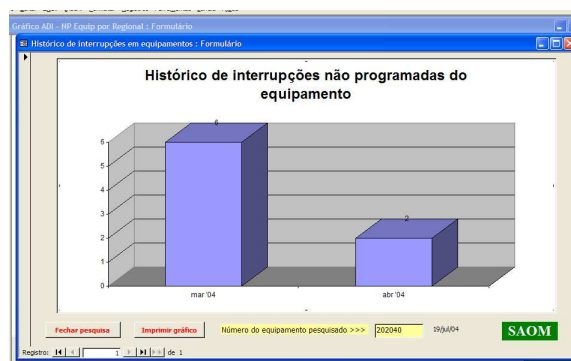 Gráfico ADI - NP Equip por Regional : Formulário
Histórico de interrupções em equipamentos : Formulário
Histórico de interrupções não programadas do
equipamento
6
2
6
5
4
3
2
1
0
mar '04
abr '04
Fechar pesquisa
Imprimir gráfico
Número do equipamento pesquisado >>>
202040
19/jul/04
SAOM
Registro:
1
de 1